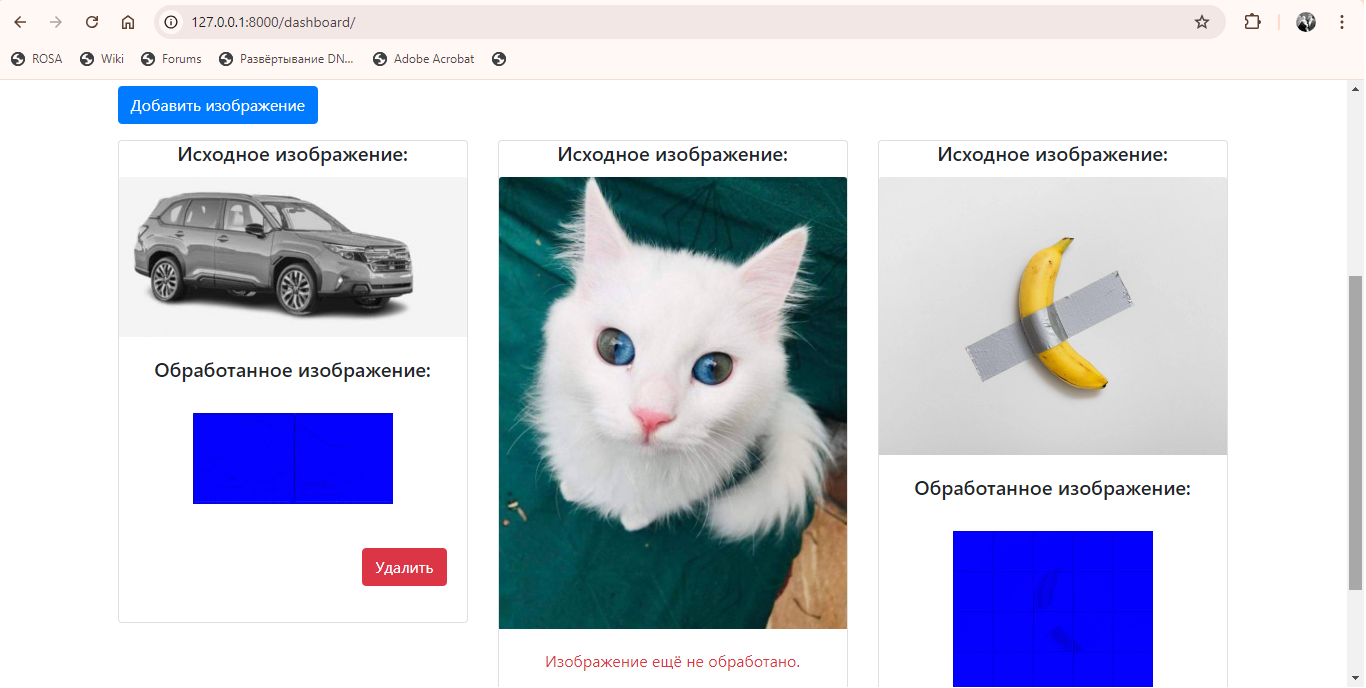 127.0.0.1:8000/dashboard/
ROSA Wiki Forums Развёртывание DN... Adobe Acrobat
Добавить изображение
Исходное изображение:
Обработанное изображение:
Удалить
Исходное изображение:
Изображение ещё не обработано.
Исходное изображение:
Обработанное изображение: